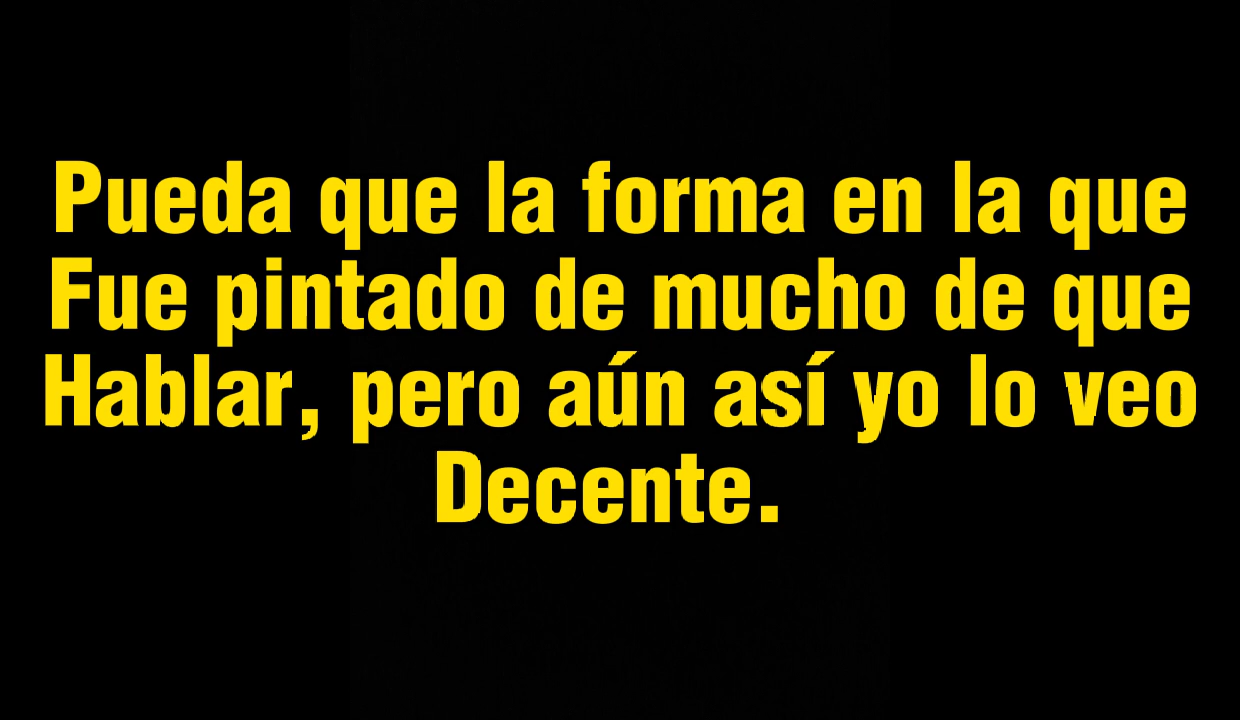 Pueda que la forma en la que
Fue pintado de mucho de que
Hablar, pero aún así yo lo veo
Decente.